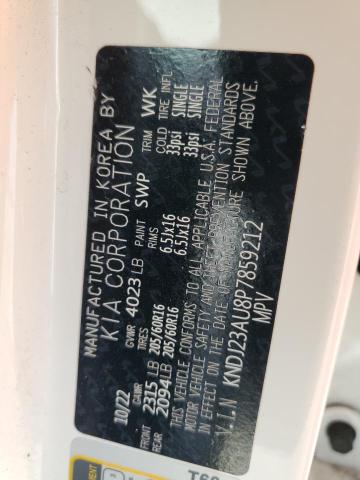 MANUFACTURED IN KOREA BY
KIA CORPORATION
10/22 GVWR 4023 LB PAINT SWP TRIM WK
GAWR TIRES RIMS COLD TIRE INFL
FRONT 2315 LB 205/60R16 6.5Jx16 33psi SINGLE
REAR 2094 LB 205/60R16 6.5Jx16 33psi SINGLE
THIS VEHICLE CONFORMS TO ALL APPLICABLE U.S.A. FEDERAL
MOTOR VEHICLE SAFETY AND THEFT PREVENTION STANDARDS
IN EFFECT ON THE DATE OF MANUFACTURE SHOWN ABOVE.
V.I.N KNDJ23AU8P7859212
MPV